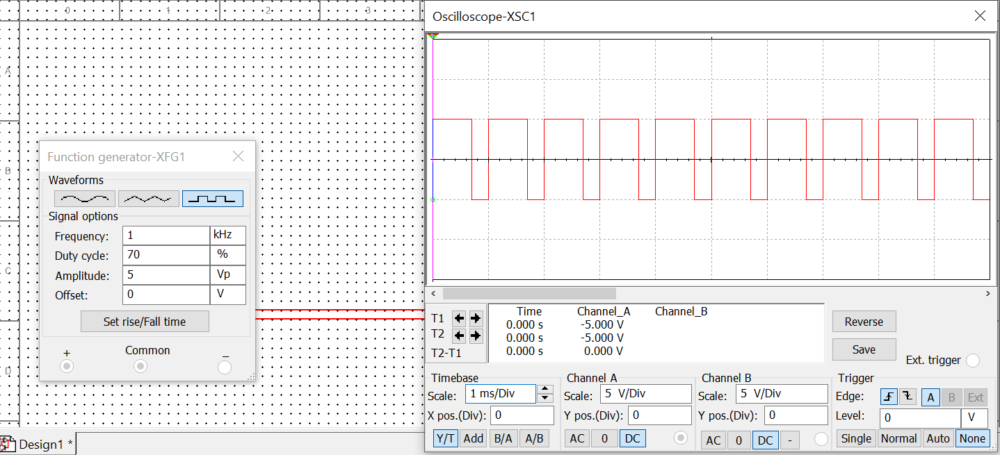 0 1 2 3
A
B
C
D
Function generator-XFG1
Waveforms
Signal options
Frequency: 1 kHz
Duty cycle: 70 %
Amplitude: 5 Vp
Offset: 0 V
Set rise/Fall time
+ Common −
Design1 *
Oscilloscope-XSC1
Time Channel_A Channel_B
T1 0.000 s -5.000 V
T2 0.000 s -5.000 V
T2-T1 0.000 s 0.000 V
Reverse
Save
Ext. trigger
Timebase
Scale: 1 ms/Div
X pos.(Div): 0
Y/T Add B/A A/B
Channel A
Scale: 5 V/Div
Y pos.(Div): 0
AC 0 DC
Channel B
Scale: 5 V/Div
Y pos.(Div): 0
AC 0 DC -
Trigger
Edge: A B Ext
Level: 0 V
Single Normal Auto None